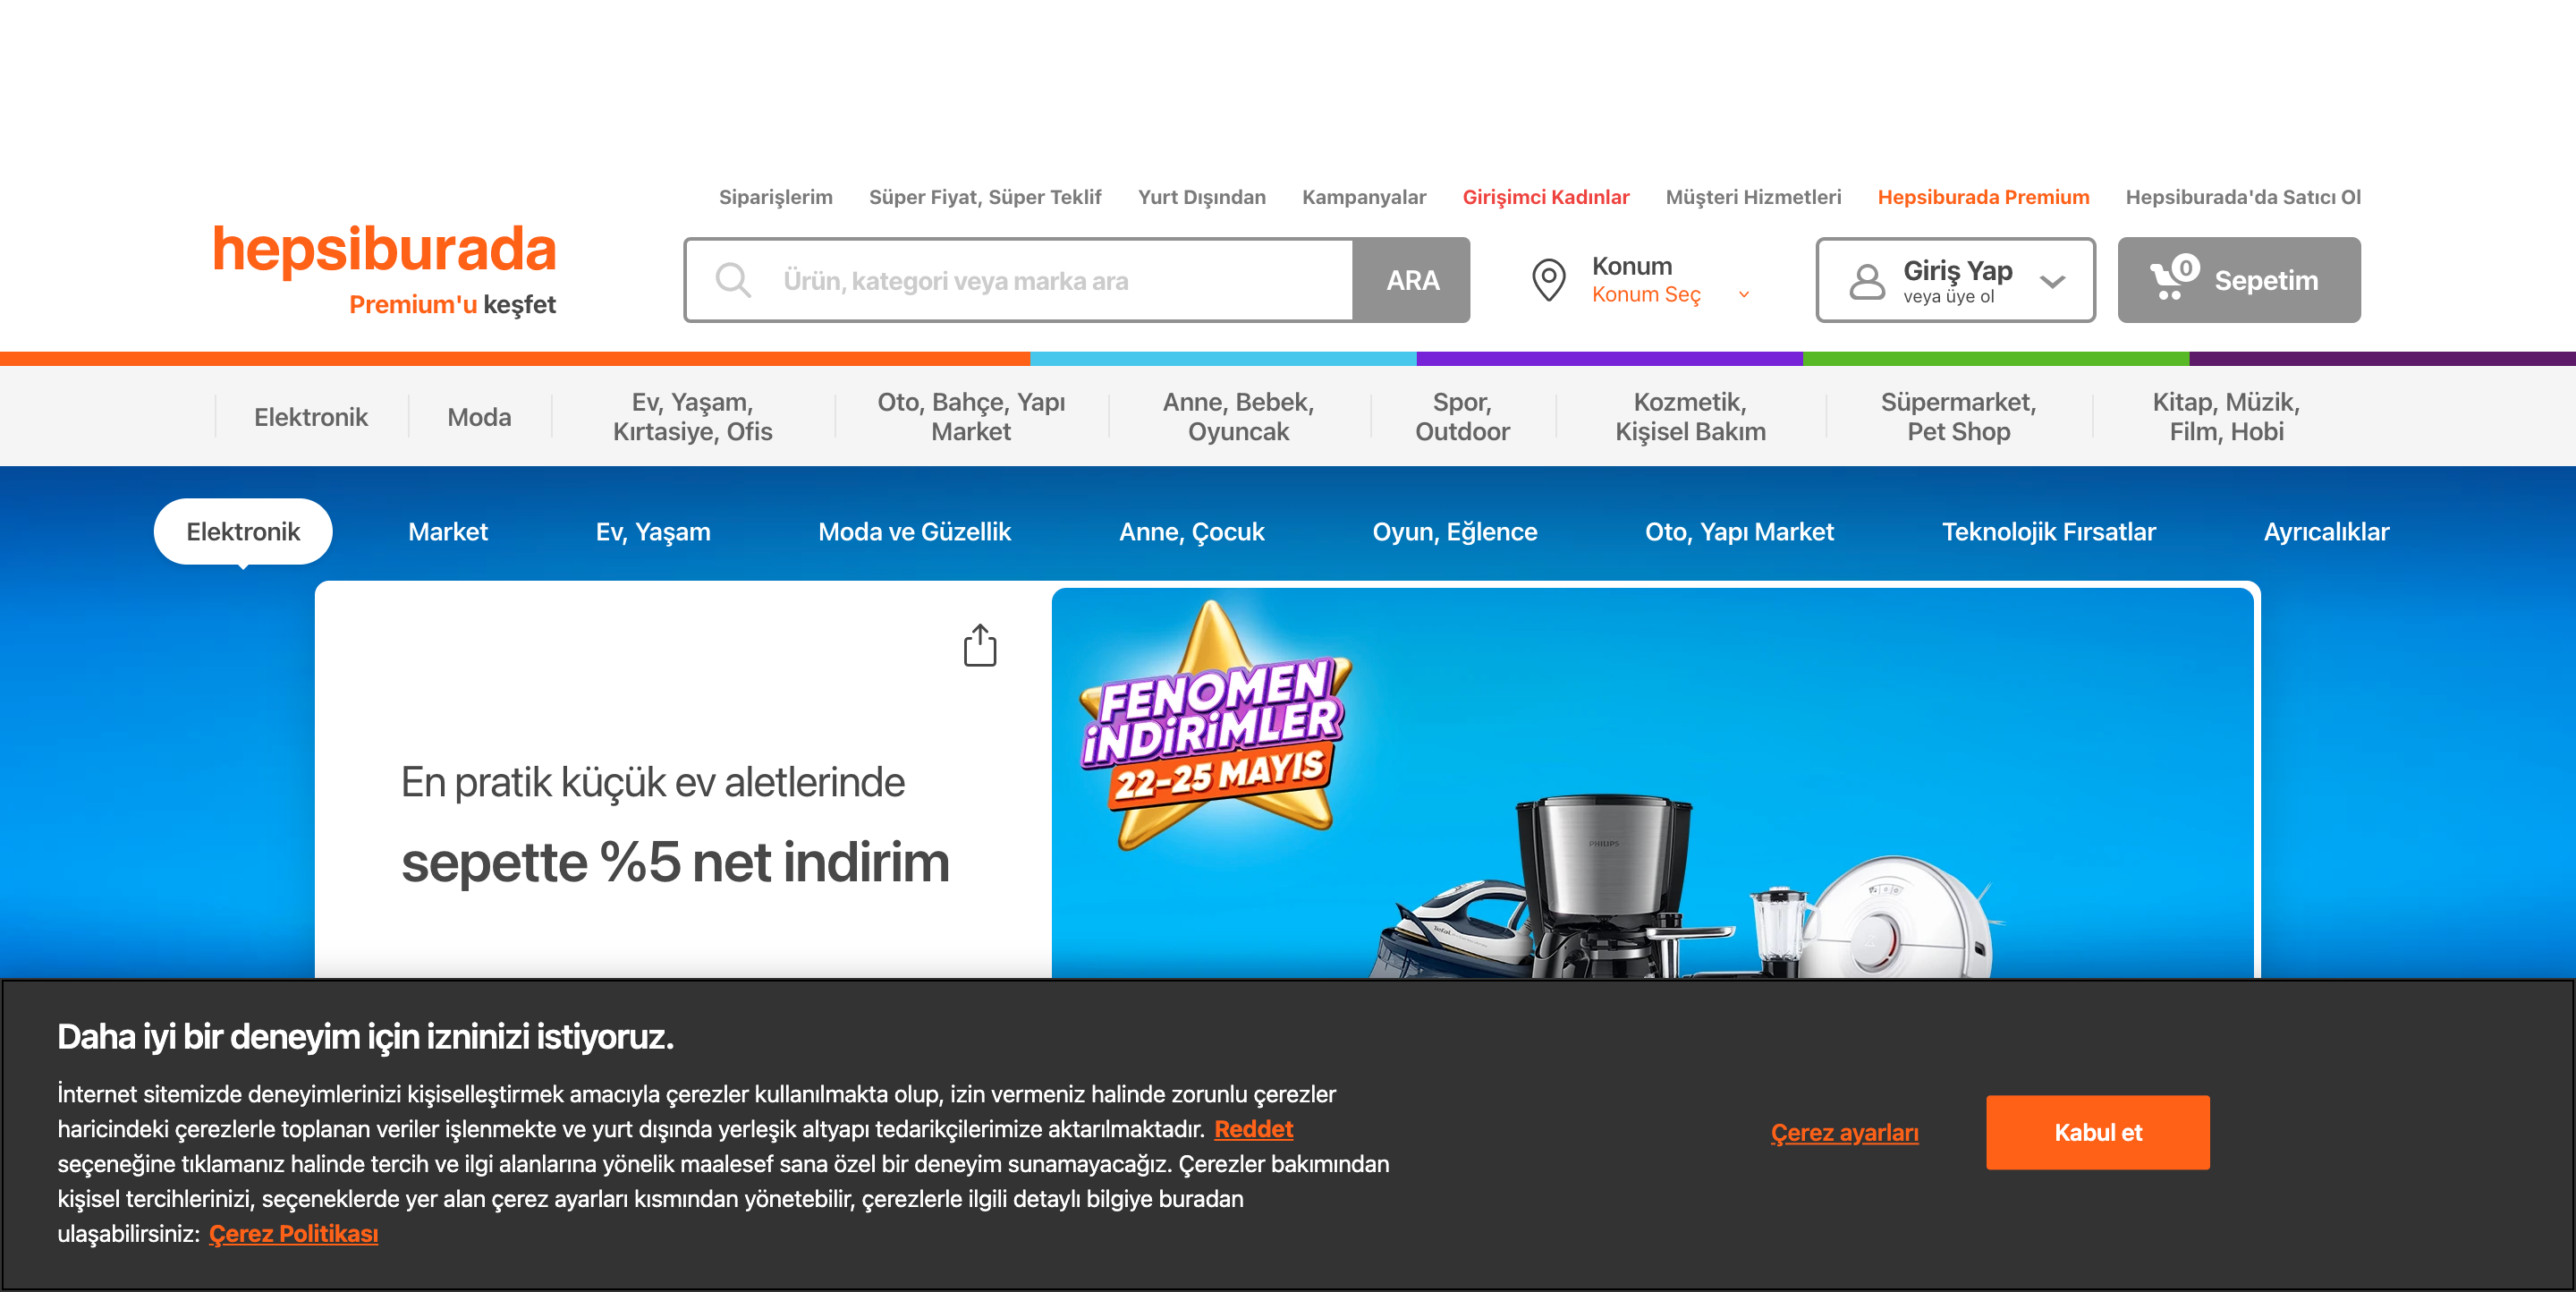 Siparişlerim Süper Fiyat, Süper Teklif Yurt Dışından Kampanyalar Girişimci Kadınlar Müşteri Hizmetleri Hepsiburada Premium Hepsiburada'da Satıcı Ol
hepsiburada
Premium'u keşfet
Ürün, kategori veya marka ara
ARA
Konum
Konum Seç
Giriş Yap
veya üye ol
0
Sepetim
Elektronik
Moda
Ev, Yaşam,
Kırtasiye, Ofis
Oto, Bahçe, Yapı
Market
Anne, Bebek,
Oyuncak
Spor,
Outdoor
Kozmetik,
Kişisel Bakım
Süpermarket,
Pet Shop
Kitap, Müzik,
Film, Hobi
Elektronik Market Ev, Yaşam Moda ve Güzellik Anne, Çocuk Oyun, Eğlence Oto, Yapı Market Teknolojik Fırsatlar Ayrıcalıklar
En pratik küçük ev aletlerinde
sepette %5 net indirim
FENOMEN
İNDİRİMLER
22-25 MAYIS
PHILIPS
Tefal
Daha iyi bir deneyim için izninizi istiyoruz.
İnternet sitemizde deneyimlerinizi kişiselleştirmek amacıyla çerezler kullanılmakta olup, izin vermeniz halinde zorunlu çerezler
haricindeki çerezlerle toplanan veriler işlenmekte ve yurt dışında yerleşik altyapı tedarikçilerimize aktarılmaktadır. Reddet
seçeneğine tıklamanız halinde tercih ve ilgi alanlarına yönelik maalesef sana özel bir deneyim sunamayacağız. Çerezler bakımından
kişisel tercihlerinizi, seçeneklerde yer alan çerez ayarları kısmından yönetebilir, çerezlerle ilgili detaylı bilgiye buradan
ulaşabilirsiniz: Çerez Politikası
Çerez ayarları
Kabul et